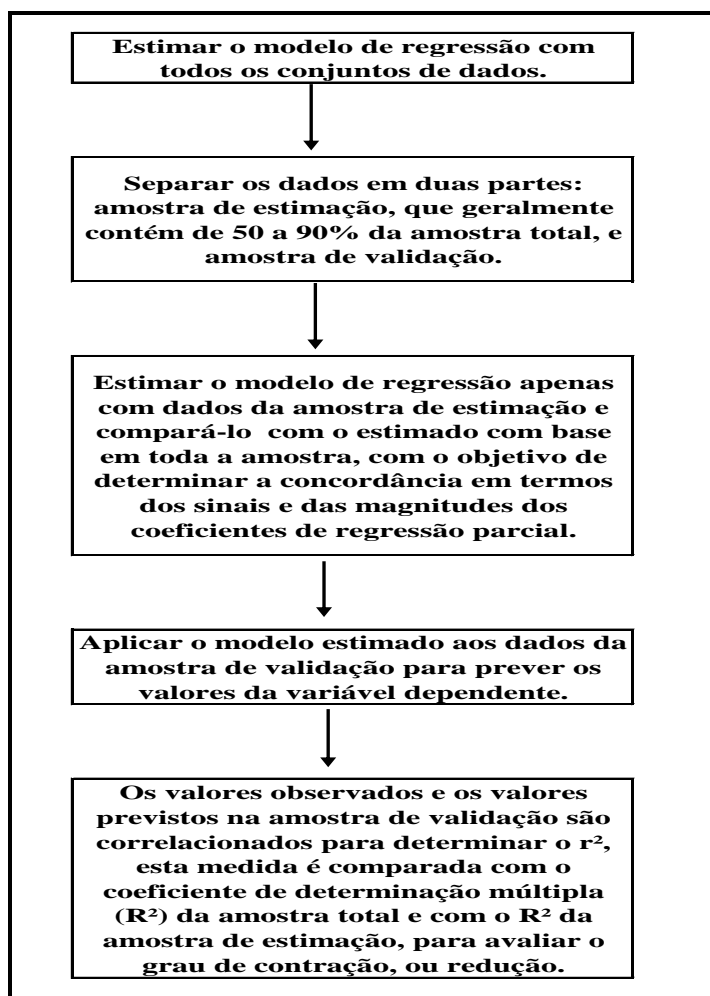 Estimar o modelo de regressão com
todos os conjuntos de dados.
Separar os dados em duas partes:
amostra de estimação, que geralmente
contém de 50 a 90% da amostra total, e
amostra de validação.
Estimar o modelo de regressão apenas
com dados da amostra de estimação e
compará-lo com o estimado com base
em toda a amostra, com o objetivo de
determinar a concordância em termos
dos sinais e das magnitudes dos
coeficientes de regressão parcial.
Aplicar o modelo estimado aos dados da
amostra de validação para prever os
valores da variável dependente.
Os valores observados e os valores
previstos na amostra de validação são
correlacionados para determinar o r²,
esta medida é comparada com o
coeficiente de determinação múltipla
(R²) da amostra total e com o R² da
amostra de estimação, para avaliar o
grau de contração, ou redução.